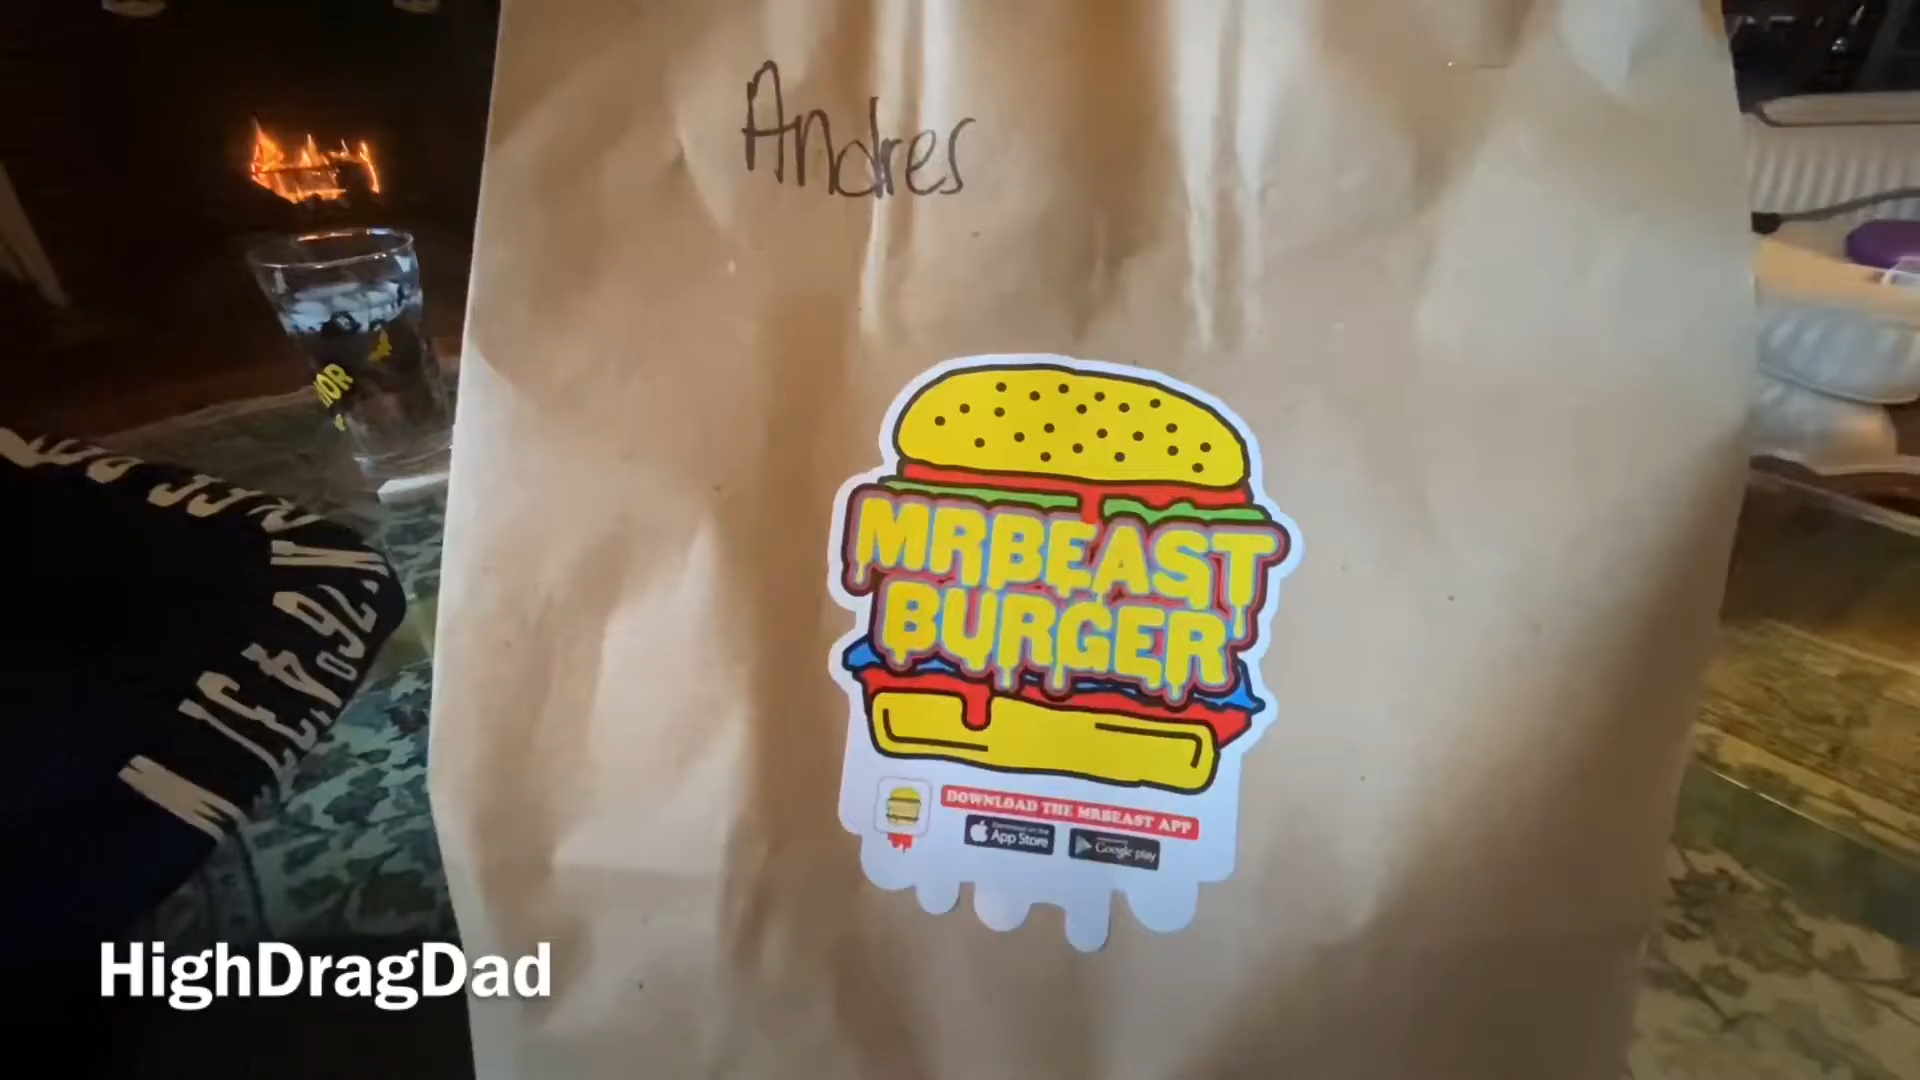 Andres
MRBEAST
BURGER
DOWNLOAD THE MRBEAST APP
App Store
Google play
HighDragDad